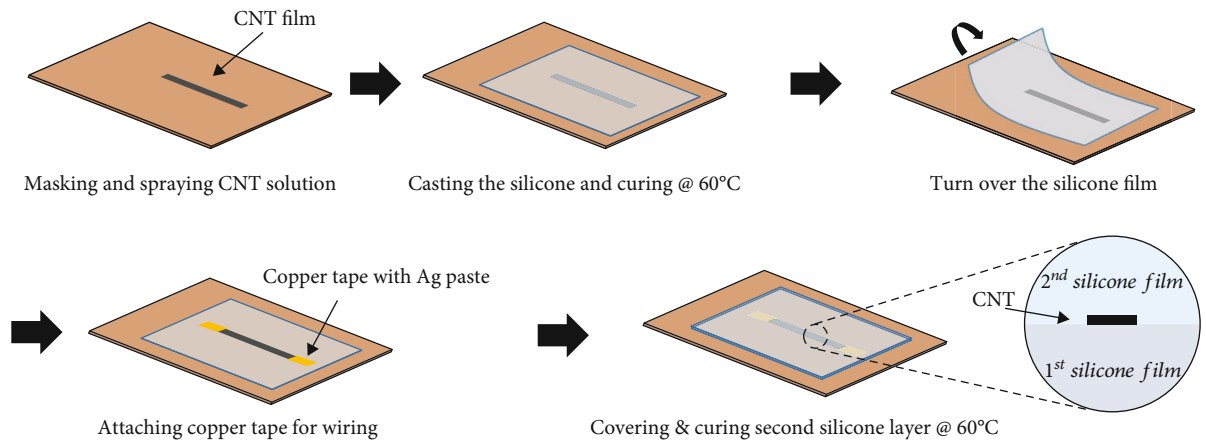 CNT film
Masking and spraying CNT solution
Casting the silicone and curing @ 60°C
Turn over the silicone film
Copper tape with Ag paste
Attaching copper tape for wiring
CNT
2nd silicone film
1st silicone film
Covering & curing second silicone layer @ 60°C